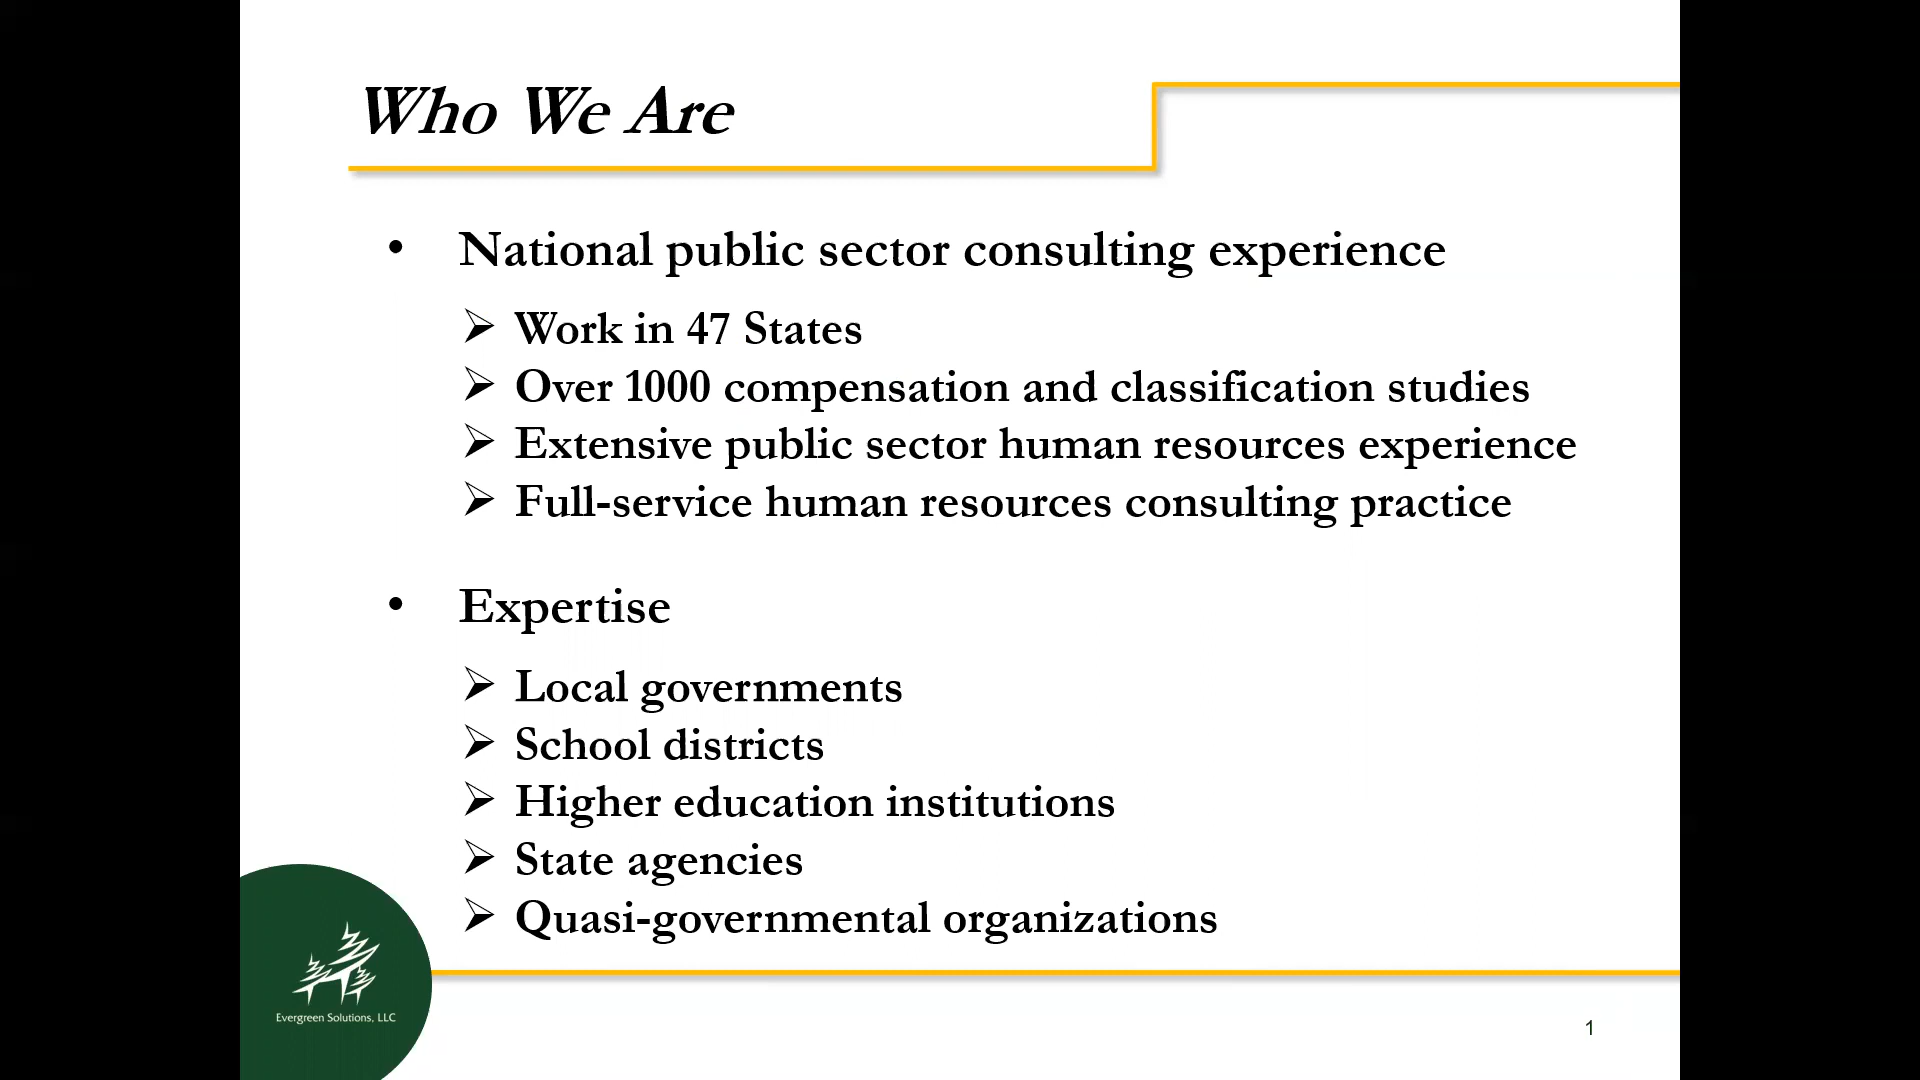 Who We Are
• National public sector consulting experience
➢ Work in 47 States
➢ Over 1000 compensation and classification studies
➢ Extensive public sector human resources experience
➢ Full-service human resources consulting practice
• Expertise
➢ Local governments
➢ School districts
➢ Higher education institutions
➢ State agencies
➢ Quasi-governmental organizations
Evergreen Solutions, LLC
1